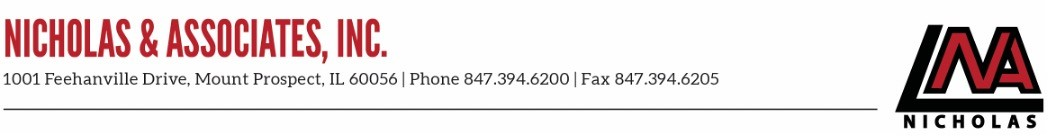 NICHOLAS & ASSOCIATES, INC.
1001 Feehanville Drive, Mount Prospect, IL 60056 | Phone 847.394.6200 | Fax 847.394.6205
NA
NICHOLAS